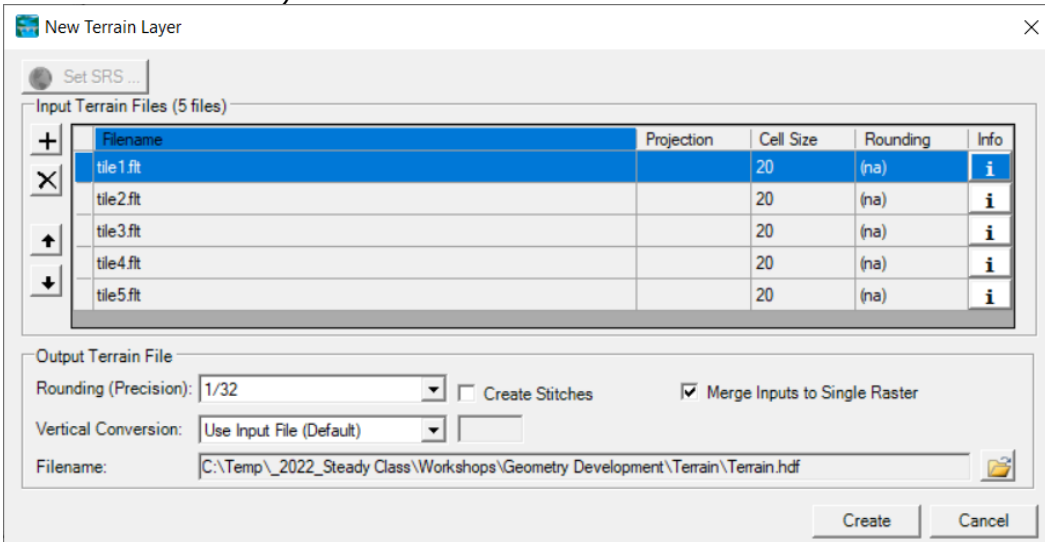 New Terrain Layer
Set SRS ...
Input Terrain Files (5 files)
Filename Projection Cell Size Rounding Info
tile1.flt 20 (na) i
tile2.flt 20 (na) i
tile3.flt 20 (na) i
tile4.flt 20 (na) i
tile5.flt 20 (na) i
Output Terrain File
Rounding (Precision): 1/32 Create Stitches Merge Inputs to Single Raster
Vertical Conversion: Use Input File (Default)
Filename: C:\Temp\_2022_Steady Class\Workshops\Geometry Development\Terrain\Terrain.hdf
Create Cancel